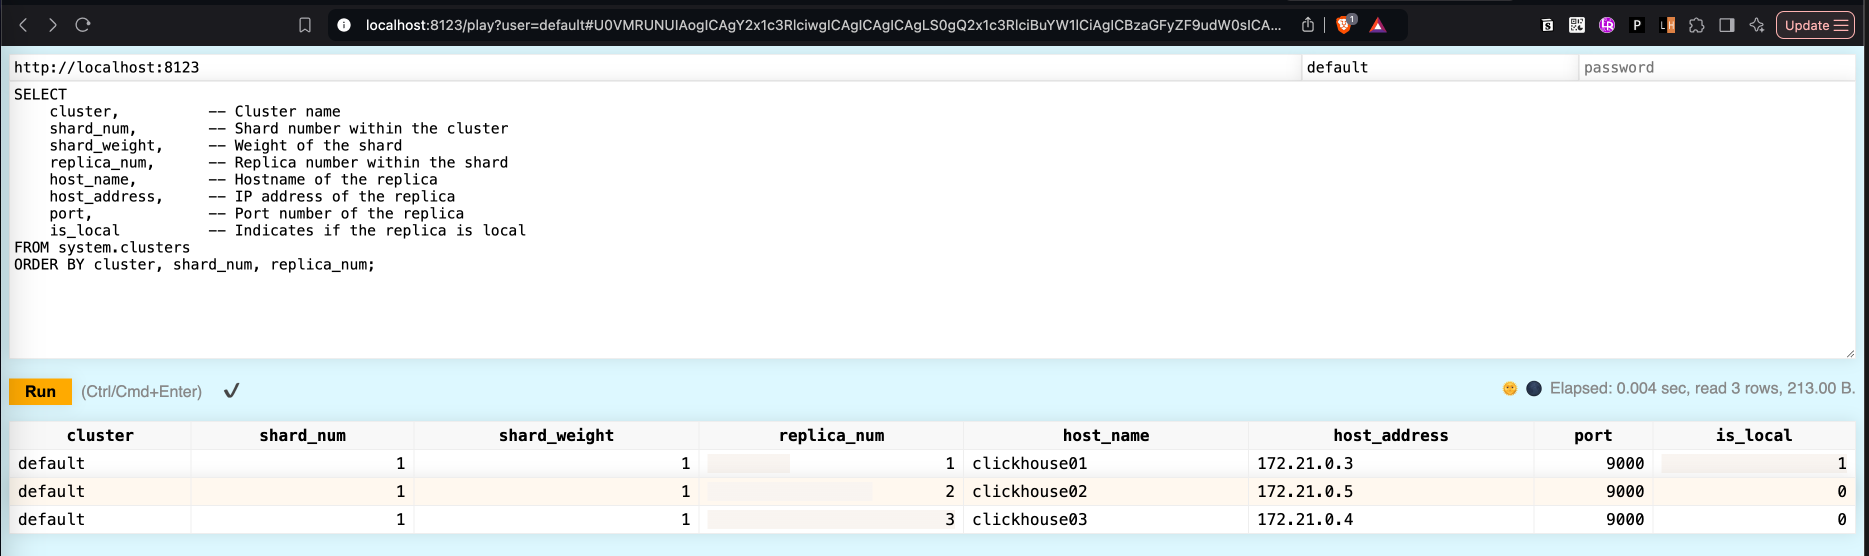 localhost:8123/play?user=default#U0VMRUNUIAogICAgY2x1c3RlciwgICAgICAgICAgLS0gQ2x1c3RlciBuYW1lCiAgICBzaGFyZF9udW0sICA...
1
P
LH
Update
http://localhost:8123 default password
SELECT
    cluster,          -- Cluster name
    shard_num,        -- Shard number within the cluster
    shard_weight,     -- Weight of the shard
    replica_num,      -- Replica number within the shard
    host_name,        -- Hostname of the replica
    host_address,     -- IP address of the replica
    port,             -- Port number of the replica
    is_local          -- Indicates if the replica is local
FROM system.clusters
ORDER BY cluster, shard_num, replica_num;
Run (Ctrl/Cmd+Enter) ✔ Elapsed: 0.004 sec, read 3 rows, 213.00 B.
cluster shard_num shard_weight replica_num host_name host_address port is_local
default 1 1 1 clickhouse01 172.21.0.3 9000 1
default 1 1 2 clickhouse02 172.21.0.5 9000 0
default 1 1 3 clickhouse03 172.21.0.4 9000 0